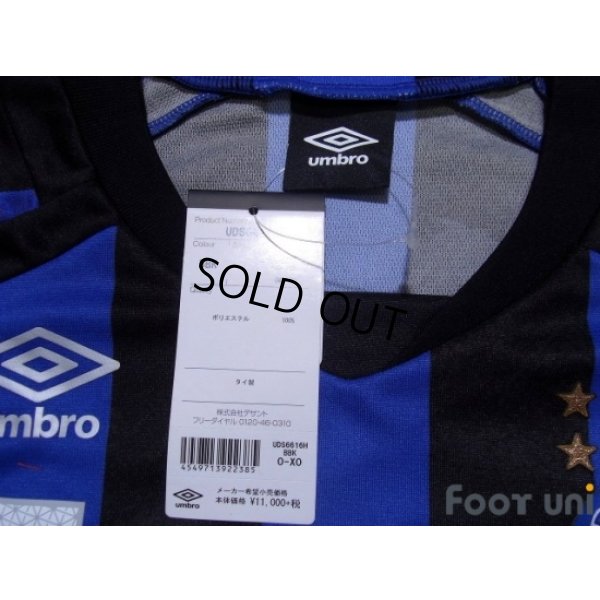 umbro
Product N
UDS6
Colour
SOLD OUT
ポリエステル 100%
タイ製
株式会社デサント
フリーダイヤル 0120-46-0310
UDS6616H
BBK
O-XO
4549713922385
メーカー希望小売価格
本体価格 ¥11,000+税
umbro
mbro
Foot Uni